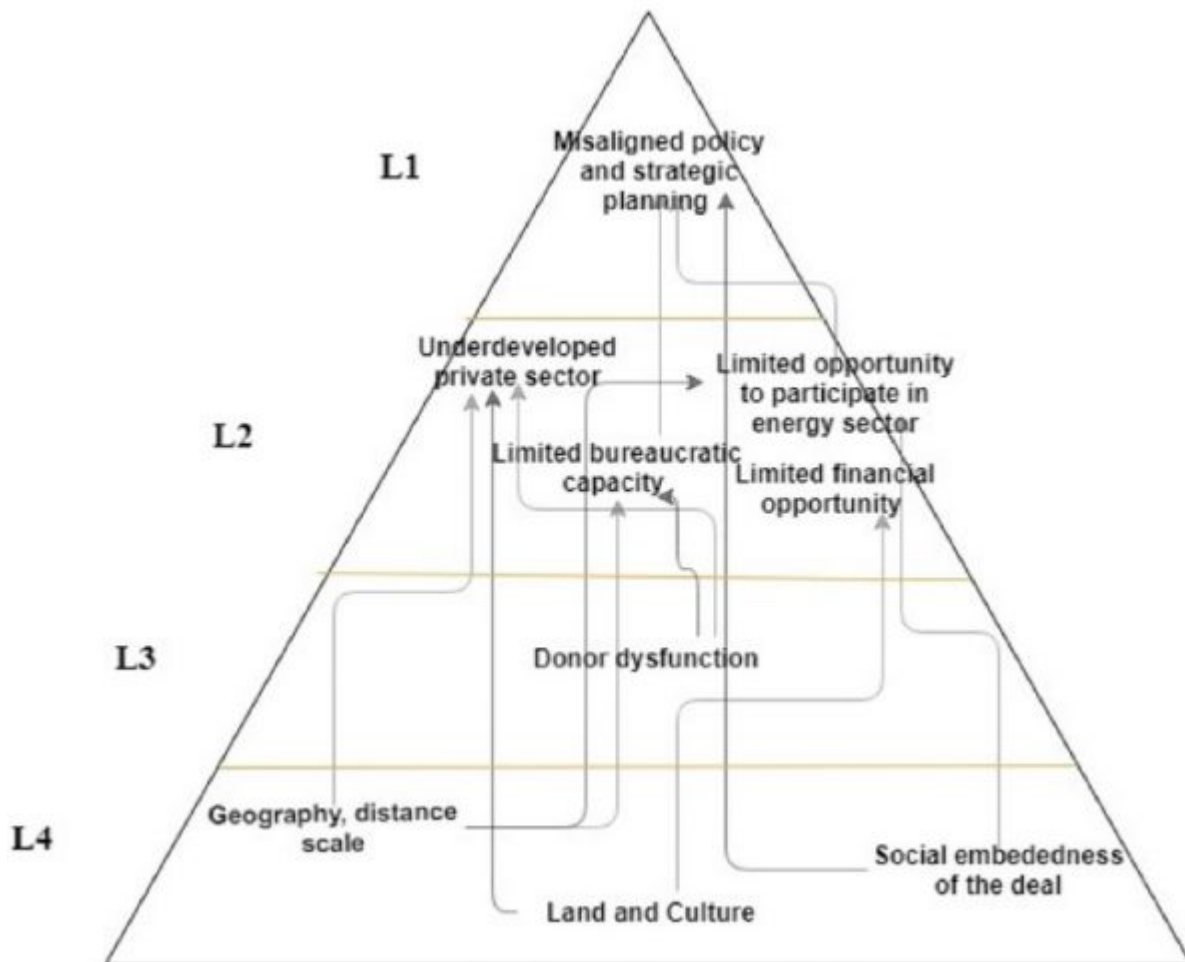 L1
Misaligned policy
and strategic
planning
L2
Underdeveloped
private sector
Limited opportunity
to participate in
energy sector
Limited bureaucratic
capacity
Limited financial
opportunity
L3
Donor dysfunction
L4
Geography, distance
scale
Social embededness
of the deal
Land and Culture